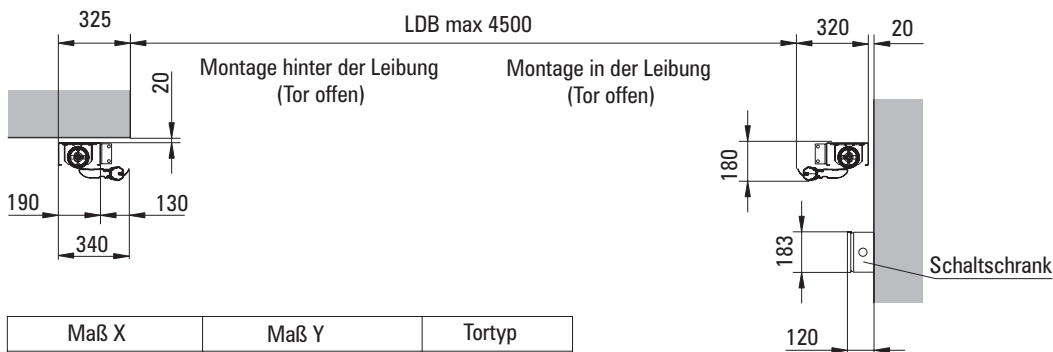 325
LDB max 4500
320
20
Montage hinter der Leibung
(Tor offen)
Montage in der Leibung
(Tor offen)
20
180
190
130
340
183
Schaltschrank
120
Maß X
Maß Y
Tortyp